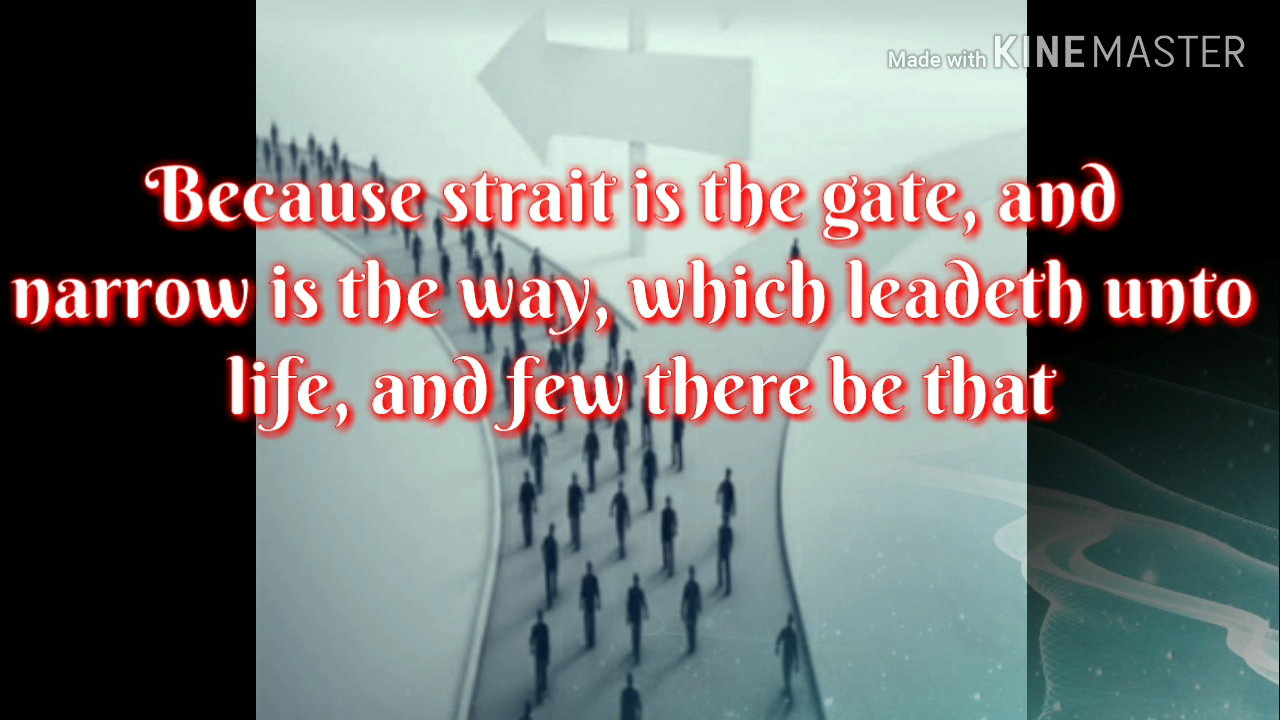 Made with KINEMASTER
Because strait is the gate, and
narrow is the way, which leadeth unto
life, and few there be that